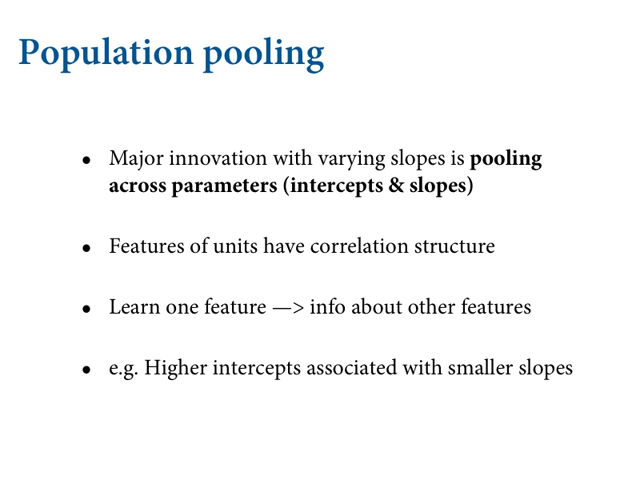 Population pooling
• Major innovation with varying slopes is pooling
across parameters (intercepts & slopes)
• Features of units have correlation structure
• Learn one feature —> info about other features
• e.g. Higher intercepts associated with smaller slopes